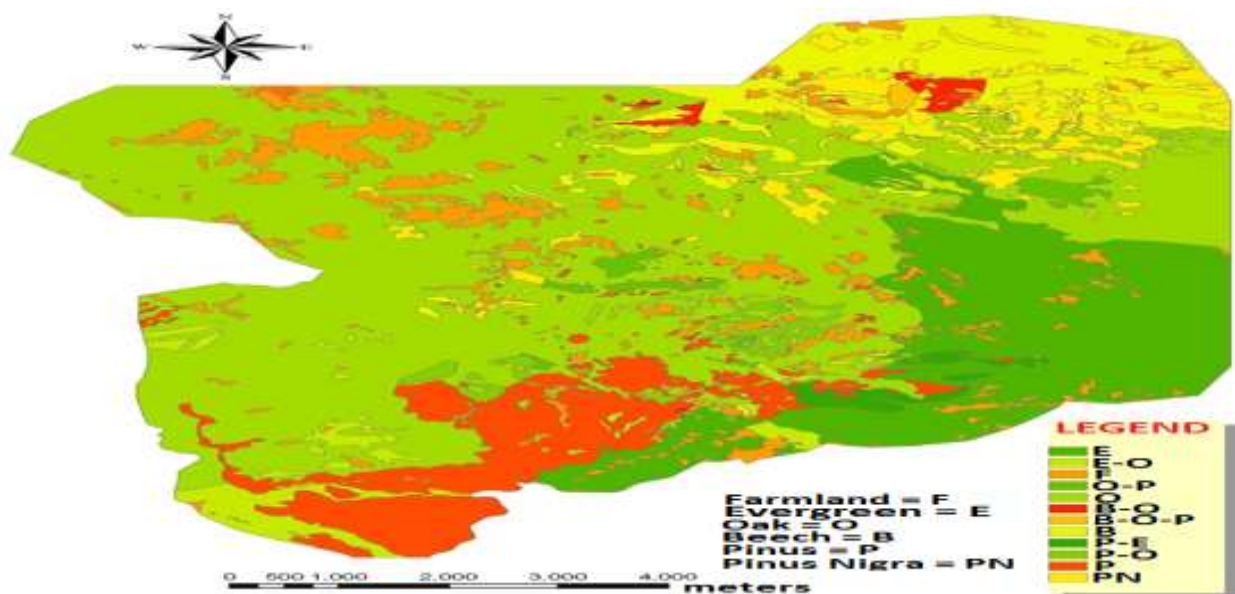 N
W
E
S
LEGEND
E
E-O
F
O-P
O
B-O
B-O-P
B
P-E
P-O
P
PN
Farmland = F
Evergreen = E
Oak = O
Beech = B
Pinus = P
Pinus Nigra = PN
0 500 1.000 2.000 3.000 4.000
meters